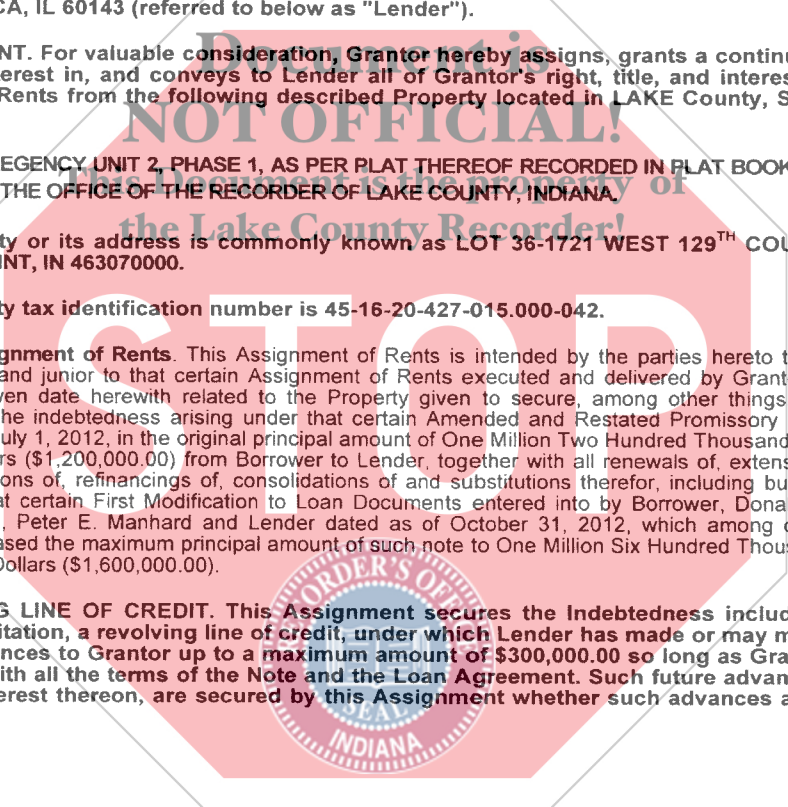 CA, IL 60143 (referred to below as "Lender").
NT. For valuable consideration, Grantor hereby assigns, grants a continu
erest in, and conveys to Lender all of Grantor's right, title, and interes
Rents from the following described Property located in LAKE County, S
Document is
NOT OFFICIAL!
This Document is the property of
the Lake County Recorder!
EGENCY UNIT 2, PHASE 1, AS PER PLAT THEREOF RECORDED IN PLAT BOOK
THE OFFICE OF THE RECORDER OF LAKE COUNTY, INDIANA.
ty or its address is commonly known as LOT 36-1721 WEST 129TH COU
INT, IN 463070000.
ty tax identification number is 45-16-20-427-015.000-042.
STOP
gnment of Rents. This Assignment of Rents is intended by the parties hereto t
and junior to that certain Assignment of Rents executed and delivered by Grant
ven date herewith related to the Property given to secure, among other things
he indebtedness arising under that certain Amended and Restated Promissory
uly 1, 2012, in the original principal amount of One Million Two Hundred Thousand
rs ($1,200,000.00) from Borrower to Lender, together with all renewals of, extens
ons of, refinancings of, consolidations of and substitutions therefor, including bu
at certain First Modification to Loan Documents entered into by Borrower, Dona
, Peter E. Manhard and Lender dated as of October 31, 2012, which among o
ased the maximum principal amount of such note to One Million Six Hundred Thou
Dollars ($1,600,000.00).
G LINE OF CREDIT. This Assignment secures the Indebtedness includ
itation, a revolving line of credit, under which Lender has made or may m
nces to Grantor up to a maximum amount of $300,000.00 so long as Gra
ith all the terms of the Note and the Loan Agreement. Such future advan
erest thereon, are secured by this Assignment whether such advances a
RECORDER'S OFFICE
SEAL
INDIANA